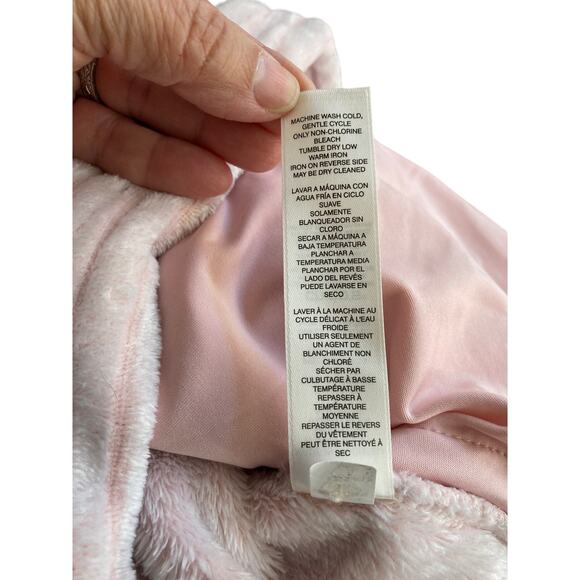 MACHINE WASH COLD,
GENTLE CYCLE
ONLY NON-CHLORINE
BLEACH
TUMBLE DRY LOW
WARM IRON
IRON ON REVERSE SIDE
MAY BE DRY CLEANED
LAVAR A MÁQUINA CON
AGUA FRÍA EN CICLO
SUAVE
SOLAMENTE
BLANQUEADOR SIN
CLORO
SECAR A MÁQUINA A
BAJA TEMPERATURA
PLANCHAR A
TEMPERATURA MEDIA
PLANCHAR POR EL
LADO DEL REVÉS
PUEDE LAVARSE EN
SECO
LAVER À LA MACHINE AU
CYCLE DÉLICAT À L'EAU
FROIDE
UTILISER SEULEMENT
UN AGENT DE
BLANCHIMENT NON
CHLORÉ
SÉCHER PAR
CULBUTAGE À BASSE
TEMPÉRATURE
REPASSER À
TEMPÉRATURE
MOYENNE
REPASSER LE REVERS
DU VÊTEMENT
PEUT ÊTRE NETTOYÉ À
SEC